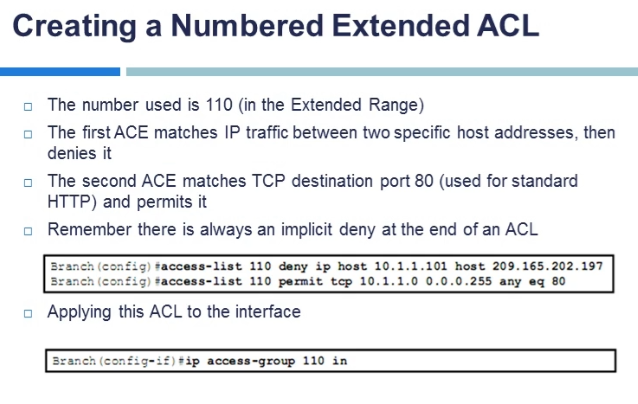 Creating a Numbered Extended ACL
The number used is 110 (in the Extended Range)
The first ACE matches IP traffic between two specific host addresses, then
denies it
The second ACE matches TCP destination port 80 (used for standard
HTTP) and permits it
Remember there is always an implicit deny at the end of an ACL
Branch(config)#access-list 110 deny ip host 10.1.1.101 host 209.165.202.197
Branch(config)#access-list 110 permit tcp 10.1.1.0 0.0.0.255 any eq 80
Applying this ACL to the interface
Branch(config-if)#ip access-group 110 in